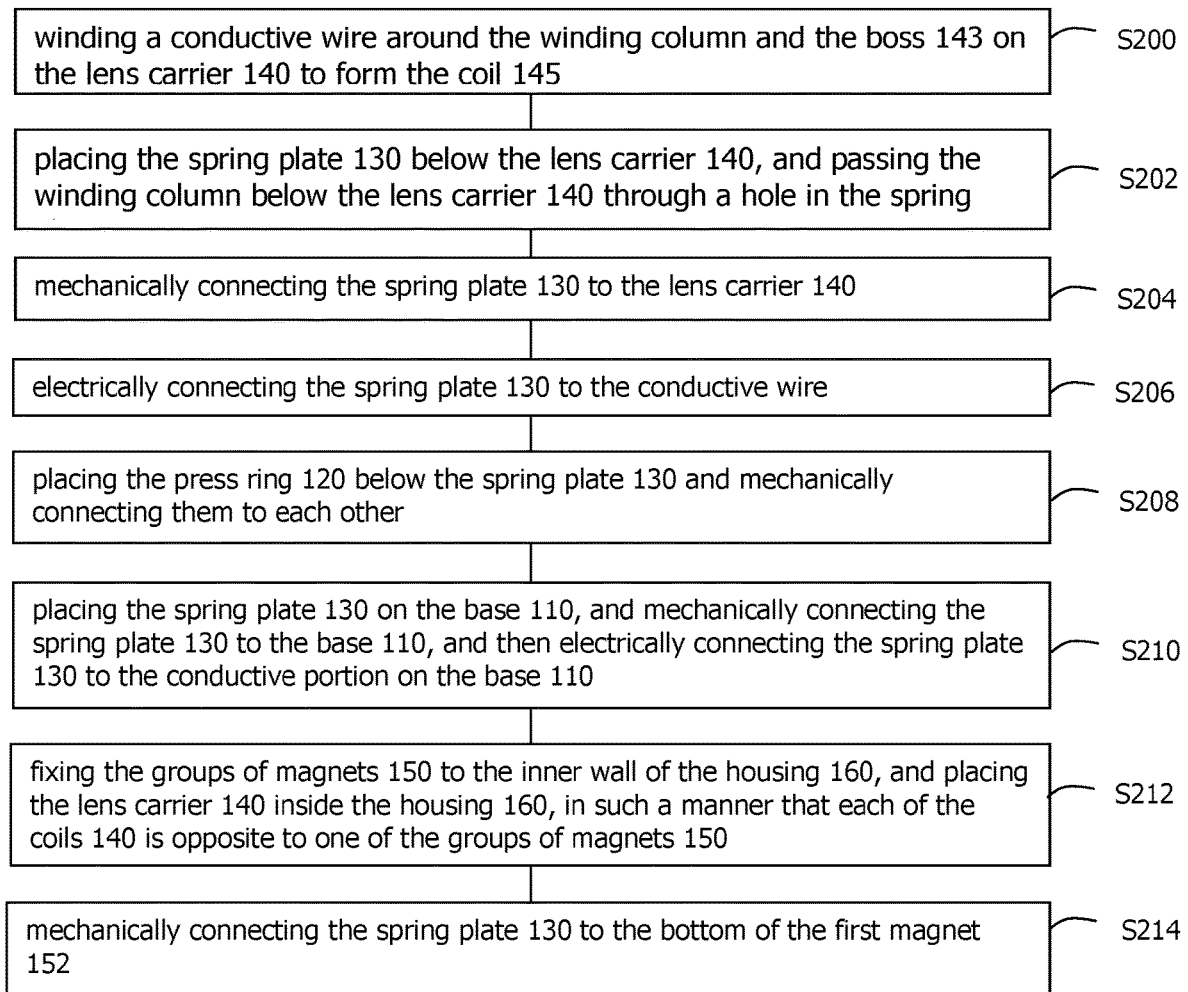 winding a conductive wire around the winding column and the boss 143 on
the lens carrier 140 to form the coil 145
S200
placing the spring plate 130 below the lens carrier 140, and passing the
winding column below the lens carrier 140 through a hole in the spring
S202
mechanically connecting the spring plate 130 to the lens carrier 140
S204
electrically connecting the spring plate 130 to the conductive wire
S206
placing the press ring 120 below the spring plate 130 and mechanically
connecting them to each other
S208
placing the spring plate 130 on the base 110, and mechanically connecting the
spring plate 130 to the base 110, and then electrically connecting the spring plate
130 to the conductive portion on the base 110
S210
fixing the groups of magnets 150 to the inner wall of the housing 160, and placing
the lens carrier 140 inside the housing 160, in such a manner that each of the
coils 140 is opposite to one of the groups of magnets 150
S212
mechanically connecting the spring plate 130 to the bottom of the first magnet
152
S214